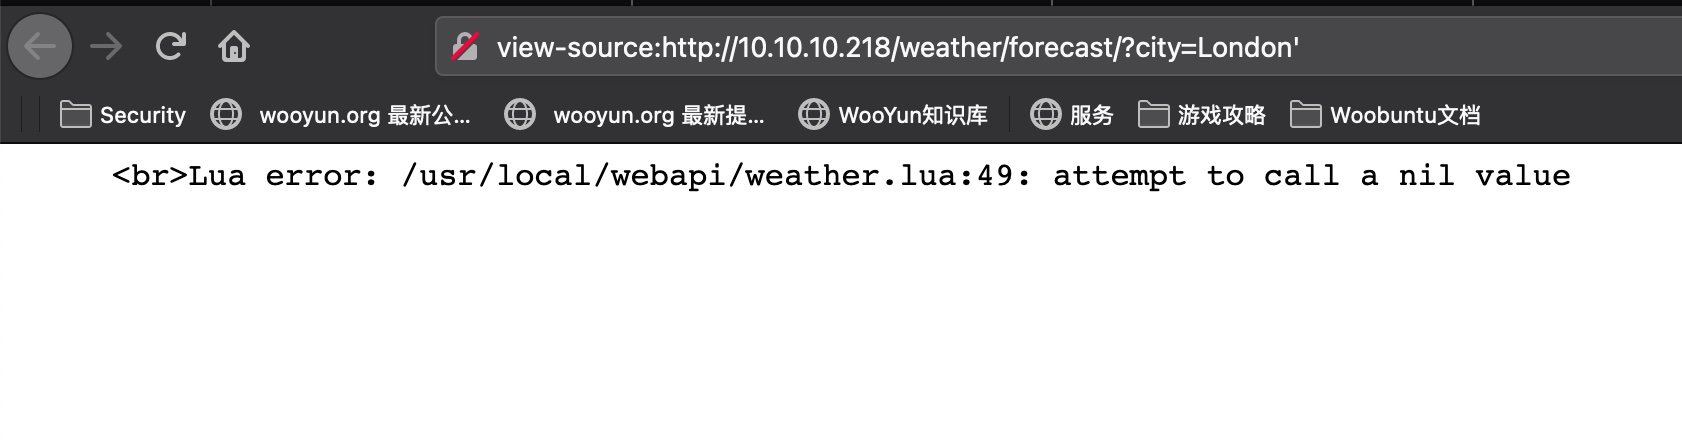 view-source:http://10.10.10.218/weather/forecast/?city=London'
Security wooyun.org 最新公... wooyun.org 最新提... WooYun知识库 服务 游戏攻略 Woobuntu文档
<br>Lua error: /usr/local/webapi/weather.lua:49: attempt to call a nil value